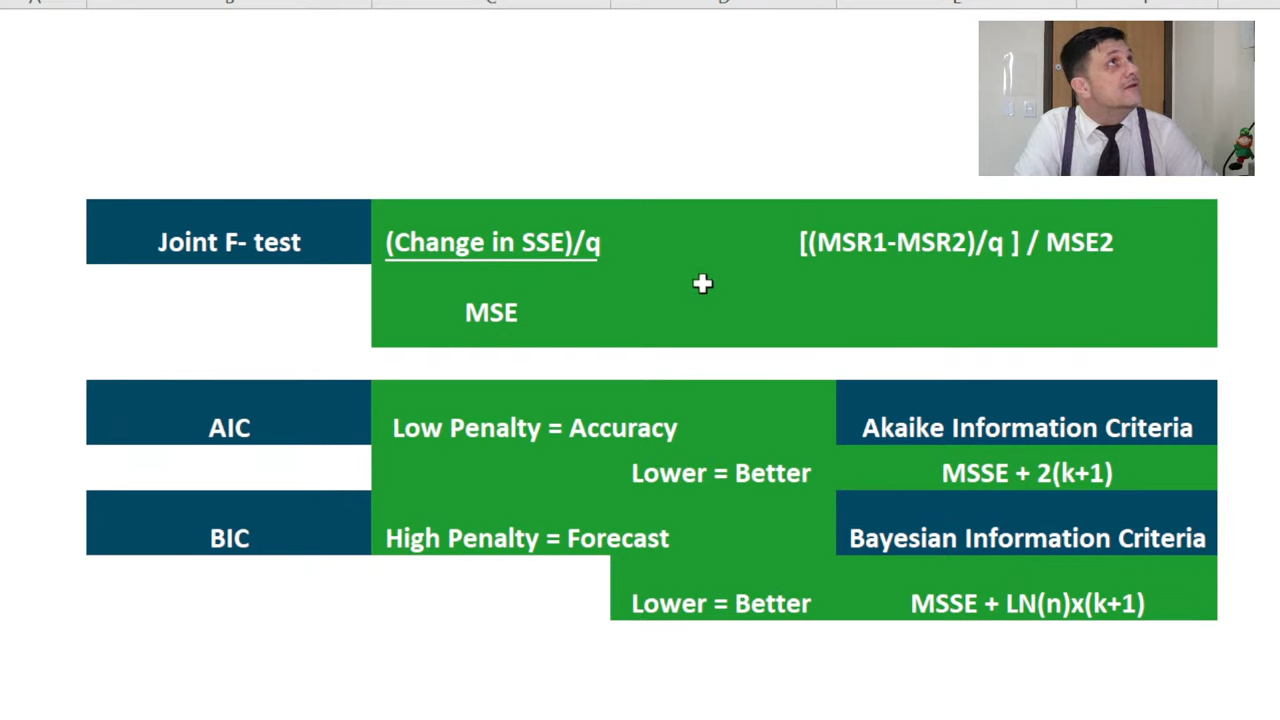 Joint F- test
(Change in SSE)/q
[(MSR1-MSR2)/q ] / MSE2
MSE
AIC
Low Penalty = Accuracy
Akaike Information Criteria
Lower = Better
MSSE + 2(k+1)
BIC
High Penalty = Forecast
Bayesian Information Criteria
Lower = Better
MSSE + LN(n)x(k+1)